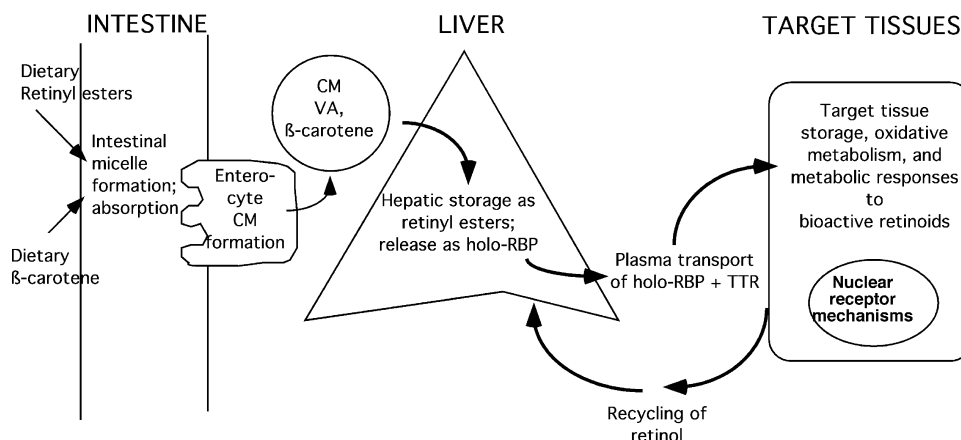 INTESTINE
LIVER
TARGET TISSUES
Dietary
Retinyl esters
Intestinal
micelle
formation;
absorption
Dietary
ß-carotene
Entero-
cyte
CM
formation
CM
VA,
ß-carotene
Hepatic storage as
retinyl esters;
release as holo-RBP
Plasma transport
of holo-RBP + TTR
Target tissue
storage, oxidative
metabolism, and
metabolic responses
to
bioactive retinoids
Nuclear
receptor
mechanisms
Recycling of
retinol